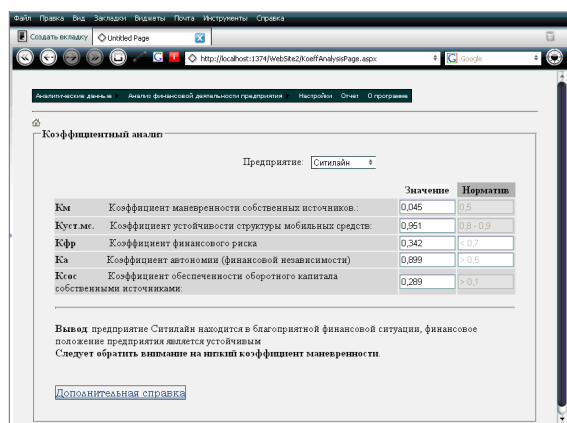 Файл Правка Вид Закладки Виджеты Почта Инструменты Справка
Создать вкладку Untitled Page
http://localhost:1374/WebSite2/KoeffAnalysisPage.aspx Google
Аналитические данные Анализ финансовой деятельности предприятия Настройки Отчет О программе
Коэффициентный анализ
Предприятие: Ситилайн
Значение Норматив
Км Коэффициент маневренности собственных источников.: 0,045 0,5
Куст.мс. Коэффициент устойчивости структуры мобильных средств: 0,951 0,8 - 0,9
Кфр Коэффициент финансового риска 0,342 < 0,7
Ка Коэффициент автономии (финансовой независимости) 0,899 > 0,5
Ксос Коэффициент обеспеченности оборотного капитала
собственными источниками: 0,289 > 0,1
Вывод: предприятие Ситилайн находится в благоприятной финансовой ситуации, финансовое
положение предприятия является устойчивым
Следует обратить внимание на низкий коэффициент маневренности.
Дополнительная справка